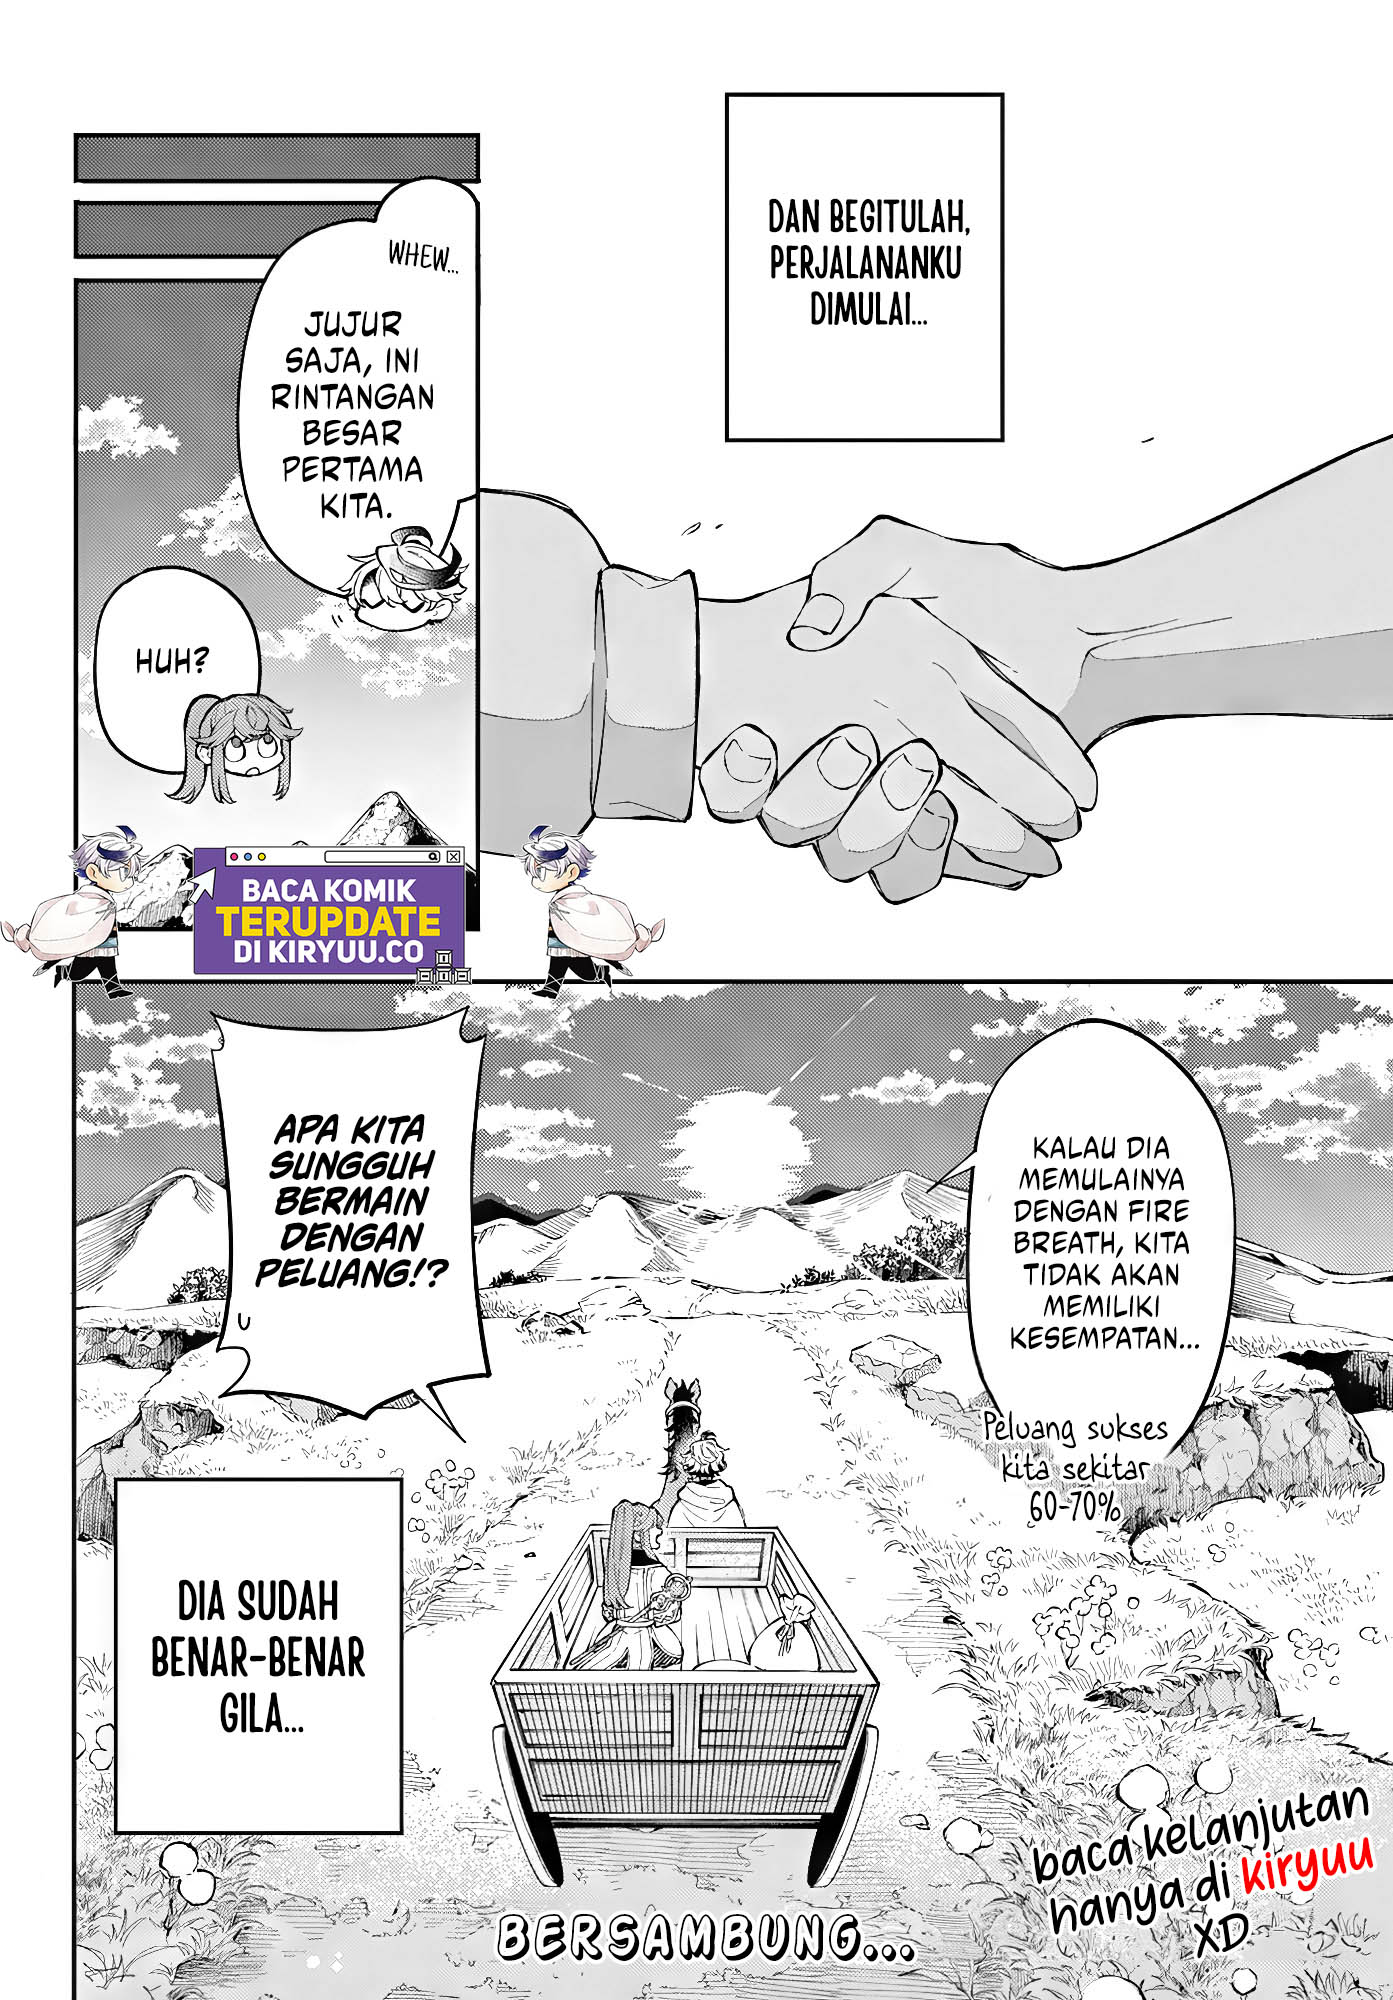 DAN BEGITULAH,
PERJALANANKU
DIMULAI...
WHEW...
JUJUR
SAJA, INI
RINTANGAN
BESAR
PERTAMA
KITA.
HUH?
BACA KOMIK
TERUPDATE
DI KIRYUU.CO
KALAU DIA
MEMULAINYA
DENGAN FIRE
BREATH, KITA
TIDAK AKAN
MEMILIKI
KESEMPATAN...
Peluang sukses
kita sekitar
60-70%
APA KITA
SUNGGUH
BERMAIN
DENGAN
PELUANG!?
DIA SUDAH
BENAR-BENAR
GILA...
BERSAMBUNG...
baca kelanjutan
hanya di kiryuu
XD